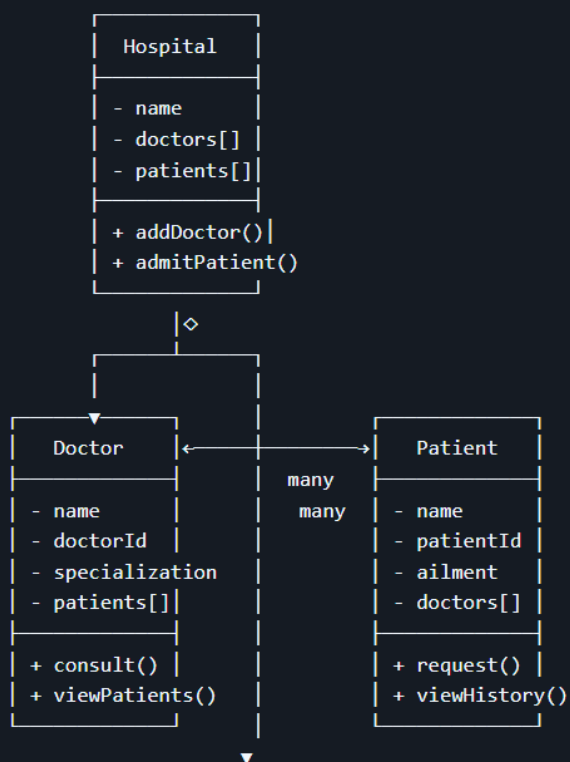 Hospital
- name
- doctors[]
- patients[]
+ addDoctor()
+ admitPatient()
Doctor
Patient
many
- name
many
- name
- doctorId
- patientId
- specialization
- ailment
- patients[]
- doctors[]
+ consult()
+ request()
+ viewPatients()
+ viewHistory()